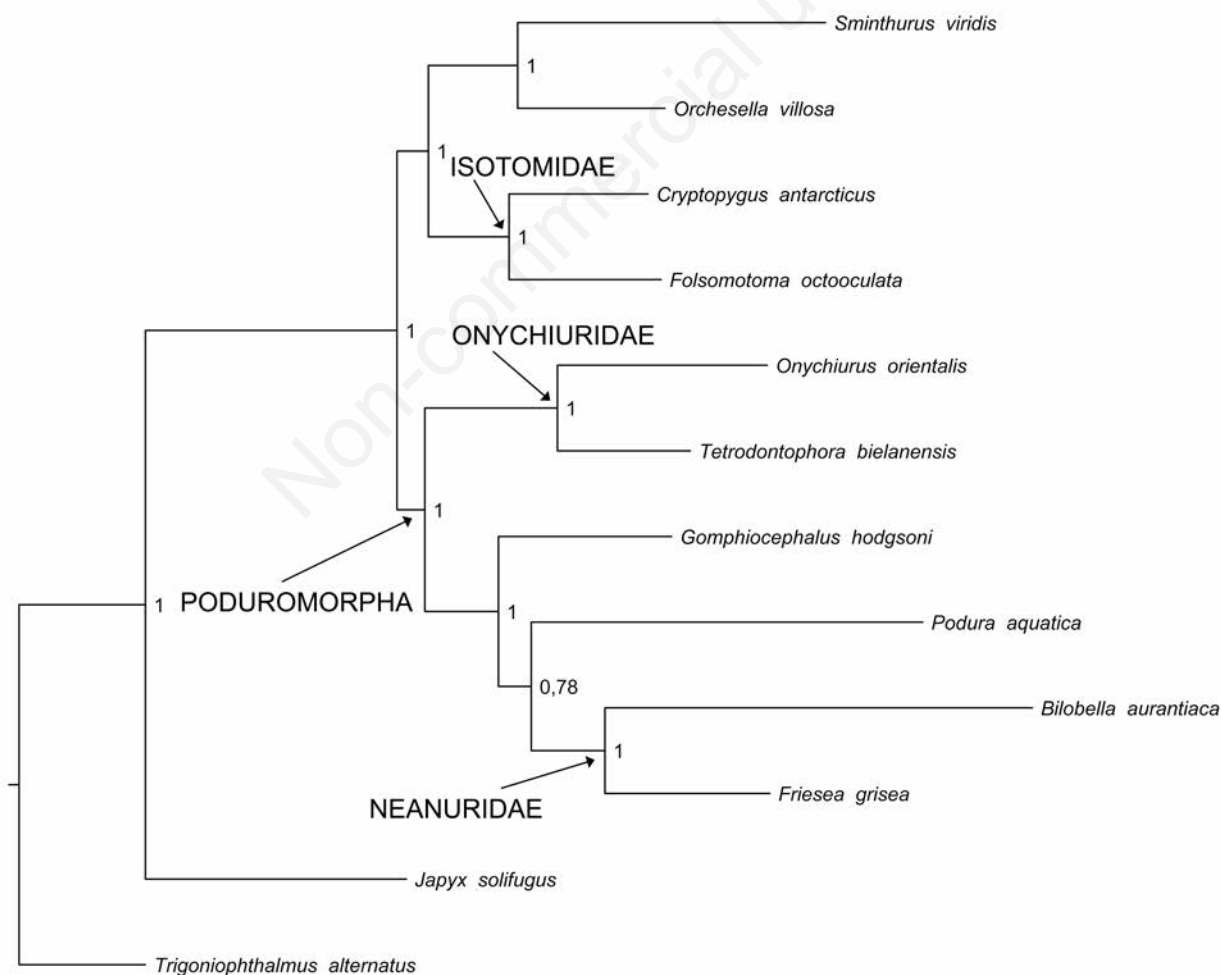 Sminthurus viridis
1
Orchesella villosa
1
ISOTOMIDAE
Cryptopygus antarcticus
1
Folsomotoma octooculata
1
ONYCHIURIDAE
Onychiurus orientalis
1
Tetrodontophora bielanensis
1
Gomphiocephalus hodgsoni
1 PODUROMORPHA
1
Podura aquatica
0,78
Bilobella aurantiaca
1
NEANURIDAE
Friesea grisea
Japyx solifugus
Trigoniophthalmus alternatus
Non-commercial u